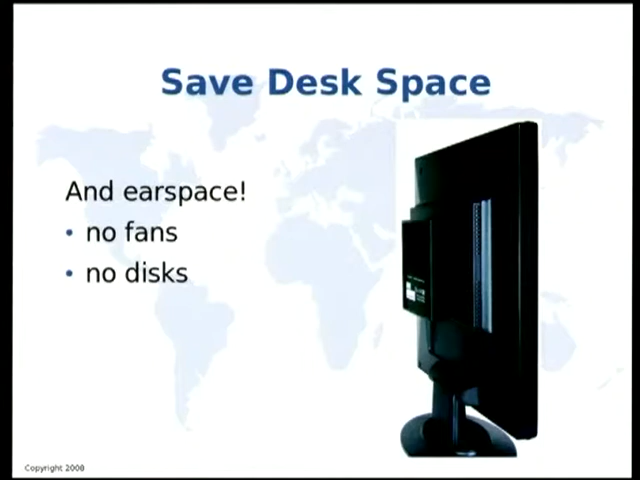 Save Desk Space
And earspace!
• no fans
• no disks
Copyright 2008